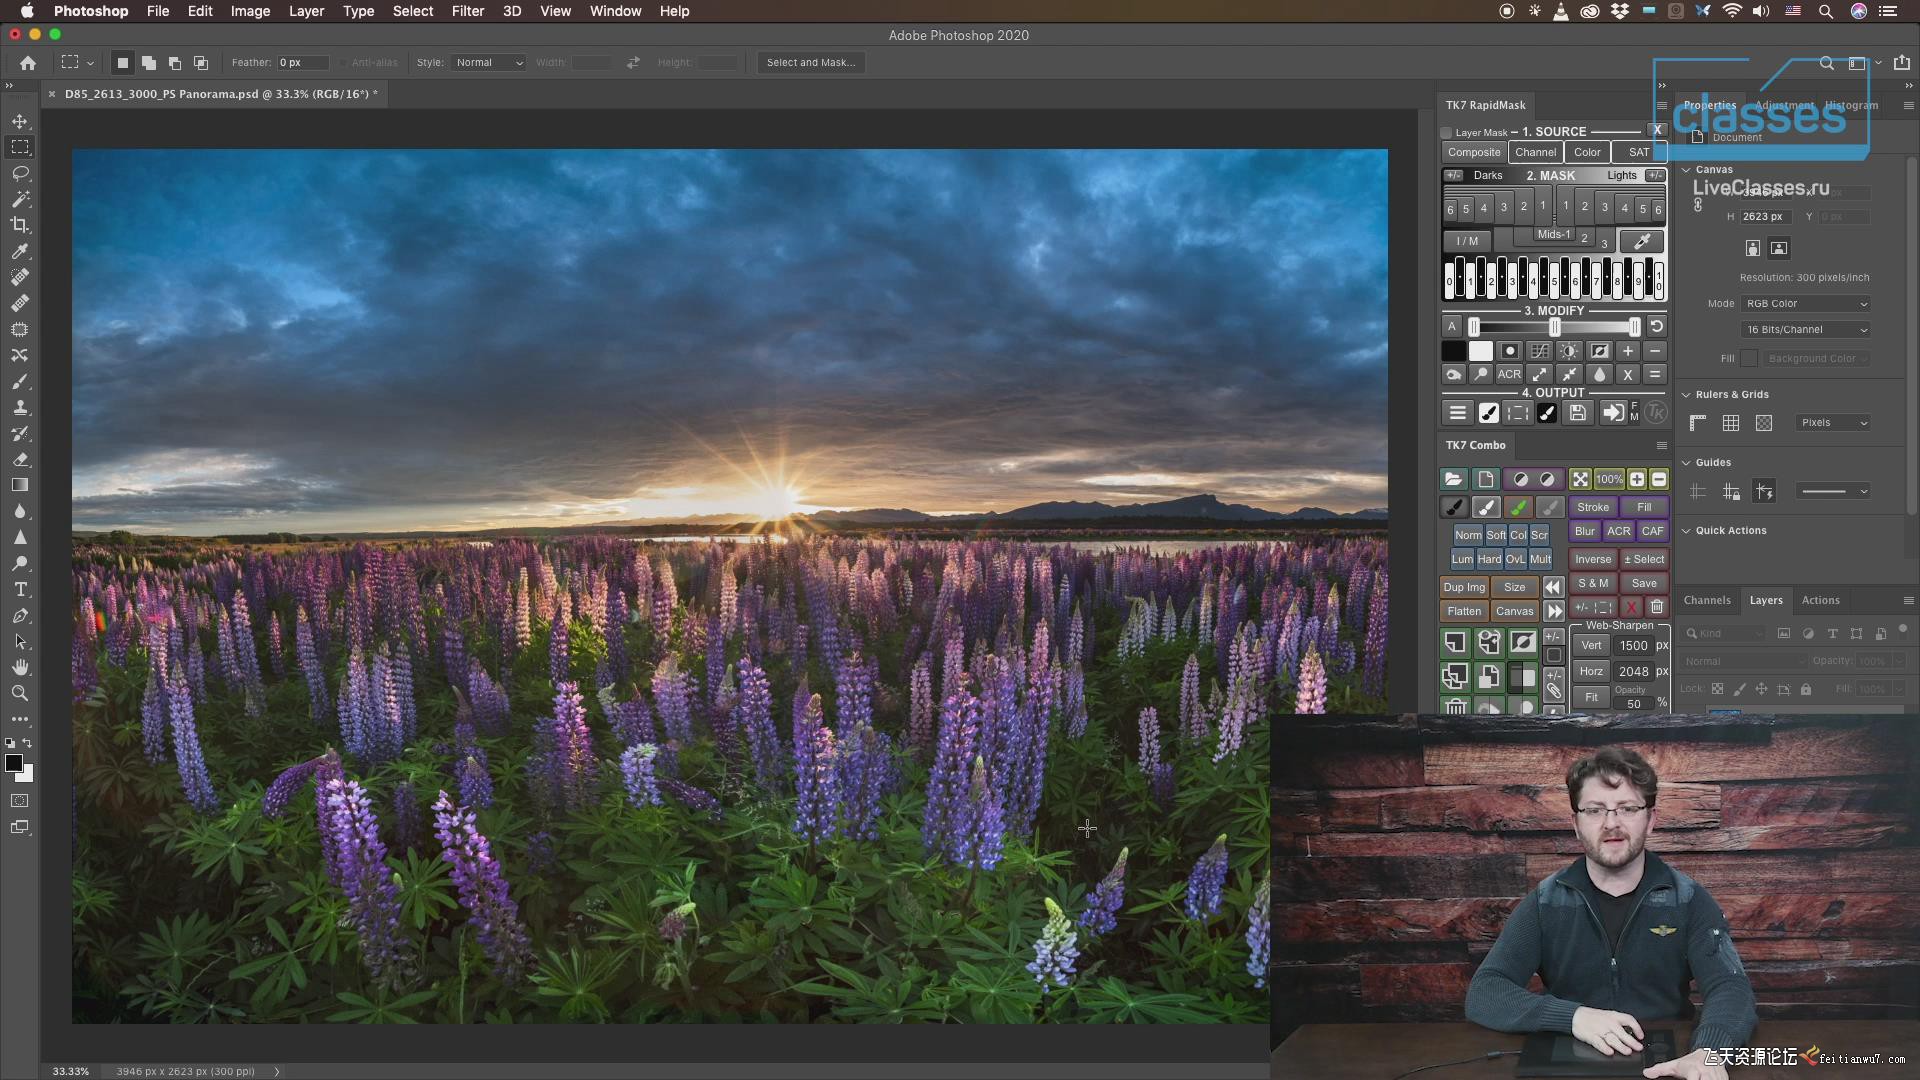 Photoshop File Edit Image Layer Type Select Filter 3D View Window Help
Adobe Photoshop 2020
Feather: 0 px Anti-alias Style: Normal Width: Height: Select and Mask...
× D85_2613_3000_PS Panorama.psd @ 33.3% (RGB/16*) *
TK7 RapidMask
Layer Mask 1. SOURCE X
Composite Channel Color SAT
+/- Darks 2. MASK Lights +/-
6 5 4 3 2 1 1 2 3 4 5 6
I / M Mids-1 2 3
0 1 2 3 4 5 6 7 8 9 10
3. MODIFY
A
ACR X =
4. OUTPUT
F M TK
TK7 Combo
100%
Stroke Fill
Norm Soft Col Scr Blur ACR CAF
Lum Hard OvL Mult Inverse ± Select
Dup Img Size S & M Save
Flatten Canvas +/- X
Web-Sharpen
+/- Vert 1500 px
+/- Horz 2048 px
Fit Opacity 50 %
Properties Adjustment Histogram
classes
Document
Canvas
LiveClasses.ru
H 2623 px Y 0 px
Resolution: 300 pixels/inch
Mode RGB Color
16 Bits/Channel
Fill Background Color
Rulers & Grids
Pixels
Guides
Quick Actions
Channels Layers Actions
Kind
Normal Opacity: 100%
Lock: Fill: 100%
飞天资源论坛 feitianwu7.com
33.33% 3946 px x 2623 px (300 ppi)